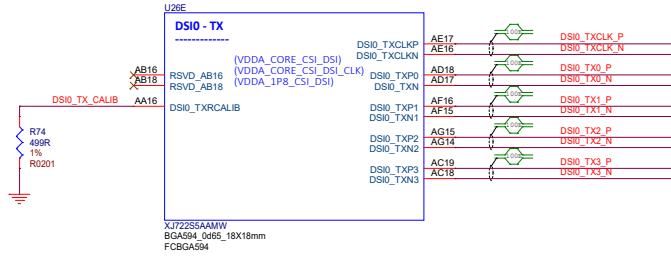 U26E
DSI0 - TX
-------------
(VDDA_CORE_CSI_DSI)
(VDDA_CORE_CSI_DSI_CLK)
(VDDA_1P8_CSI_DSI)
AB16 RSVD_AB16
AB18 RSVD_AB18
DSI0_TX_CALIB AA16 DSI0_TXRCALIB
R74
499R
1%
R0201
DSI0_TXCLKP AE17 DSI0_TXCLK_P
DSI0_TXCLKN AE16 DSI0_TXCLK_N
DSI0_TXP0 AD18 DSI0_TX0_P
DSI0_TXN AD17 DSI0_TX0_N
DSI0_TXP1 AF16 DSI0_TX1_P
DSI0_TXN1 AF15 DSI0_TX1_N
DSI0_TXP2 AG15 DSI0_TX2_P
DSI0_TXN2 AG14 DSI0_TX2_N
DSI0_TXP3 AC19 DSI0_TX3_P
DSI0_TXN3 AC18 DSI0_TX3_N
XJ722S5AAMW
BGA594_0d65_18X18mm
FCBGA594